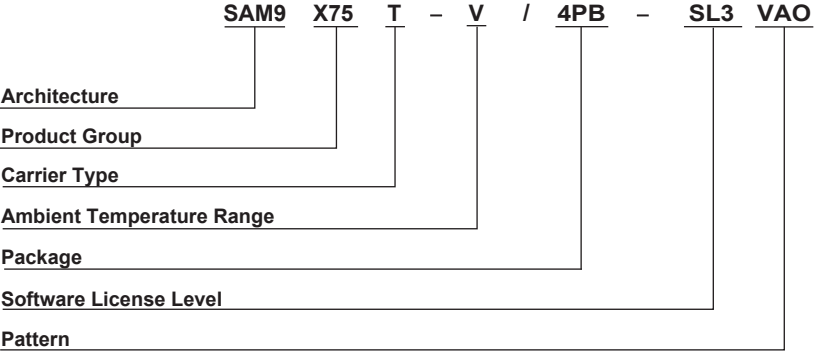 SAM9 X75 T – V / 4PB – SL3 VAO
Architecture
Product Group
Carrier Type
Ambient Temperature Range
Package
Software License Level
Pattern